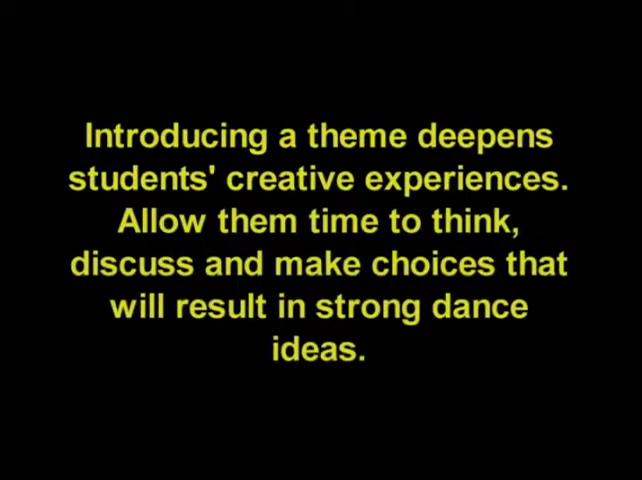 Introducing a theme deepens
students' creative experiences.
Allow them time to think,
discuss and make choices that
will result in strong dance
ideas.